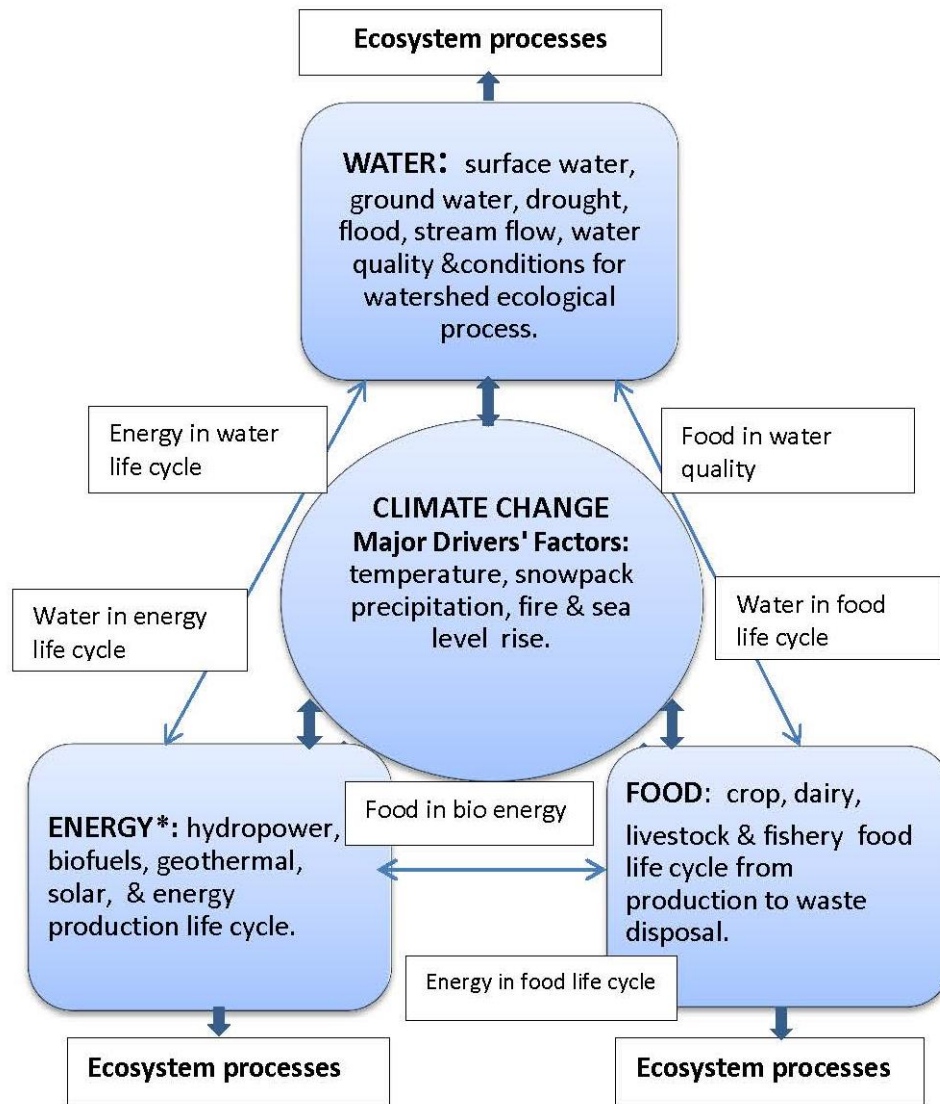 Ecosystem processes
WATER: surface water,
ground water, drought,
flood, stream flow, water
quality &conditions for
watershed ecological
process.
Energy in water
life cycle
Food in water
quality
CLIMATE CHANGE
Major Drivers' Factors:
temperature, snowpack
precipitation, fire & sea
level rise.
Water in energy
life cycle
Water in food
life cycle
Food in bio energy
ENERGY*: hydropower,
biofuels, geothermal,
solar, & energy
production life cycle.
FOOD: crop, dairy,
livestock & fishery food
life cycle from
production to waste
disposal.
Energy in food life cycle
Ecosystem processes
Ecosystem processes